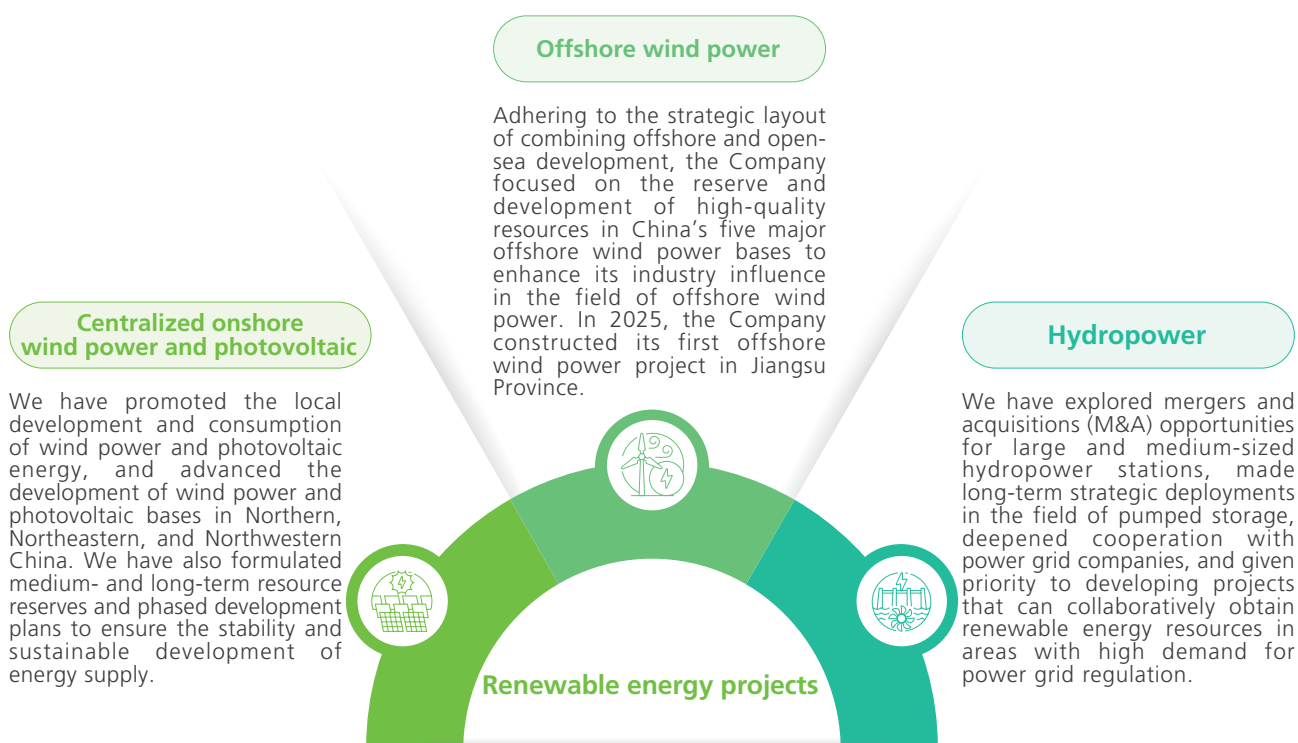 Offshore wind power
Adhering to the strategic layout
of combining offshore and open-
sea development, the Company
focused on the reserve and
development of high-quality
resources in China's five major
offshore wind power bases to
enhance its industry influence
in the field of offshore wind
power. In 2025, the Company
constructed its first offshore
wind power project in Jiangsu
Province.
Centralized onshore
wind power and photovoltaic
We have promoted the local
development and consumption
of wind power and photovoltaic
energy, and advanced the
development of wind power and
photovoltaic bases in Northern,
Northeastern, and Northwestern
China. We have also formulated
medium- and long-term resource
reserves and phased development
plans to ensure the stability and
sustainable development of
energy supply.
Hydropower
We have explored mergers and
acquisitions (M&A) opportunities
for large and medium-sized
hydropower stations, made
long-term strategic deployments
in the field of pumped storage,
deepened cooperation with
power grid companies, and given
priority to developing projects
that can collaboratively obtain
renewable energy resources in
areas with high demand for
power grid regulation.
Renewable energy projects